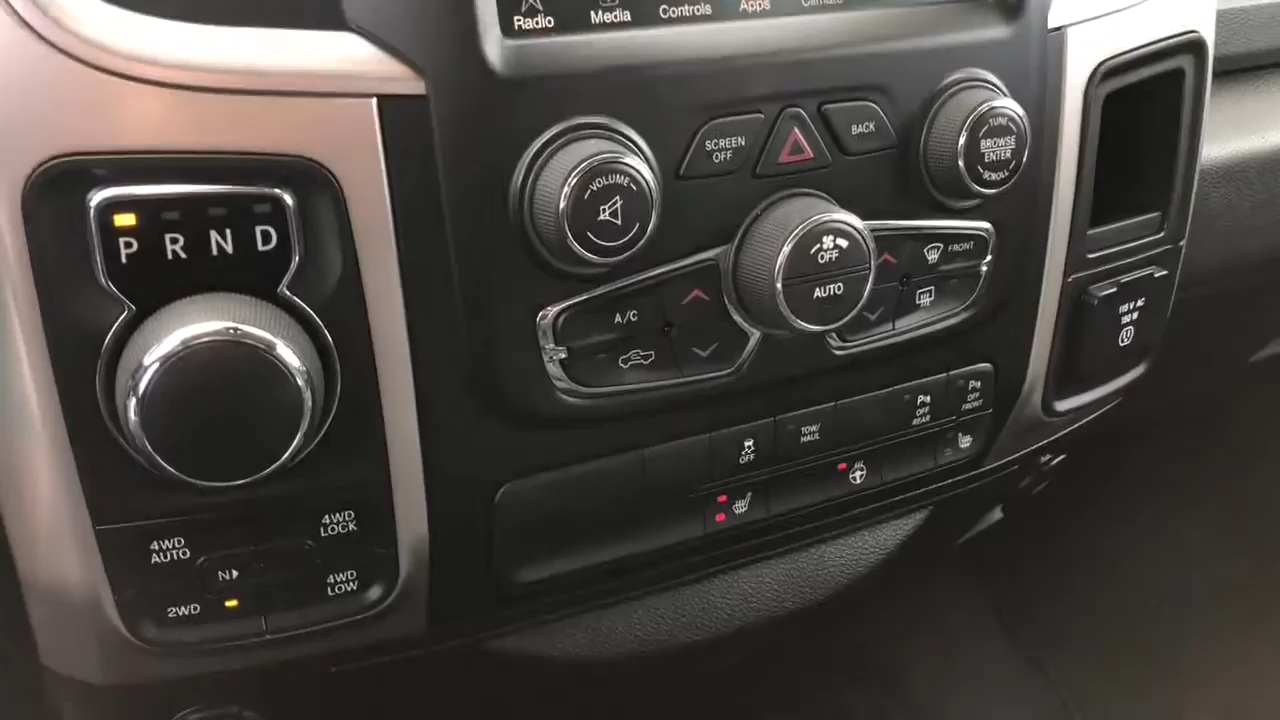 Radio
Media
Controls
Apps
Climate
SCREEN
OFF
BACK
TUNE
BROWSE
ENTER
SCROLL
VOLUME
P R N D
OFF
AUTO
FRONT
A/C
115 V AC
150 W
OFF
TOW/
HAUL
P
OFF
REAR
P
OFF
FRONT
4WD
AUTO
4WD
LOCK
N
2WD
4WD
LOW